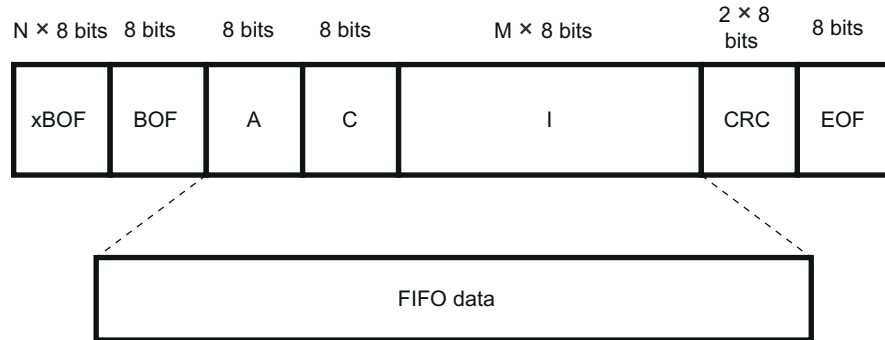 N × 8 bits 8 bits 8 bits 8 bits M × 8 bits 2 × 8 bits 8 bits
xBOF BOF A C I CRC EOF
FIFO data